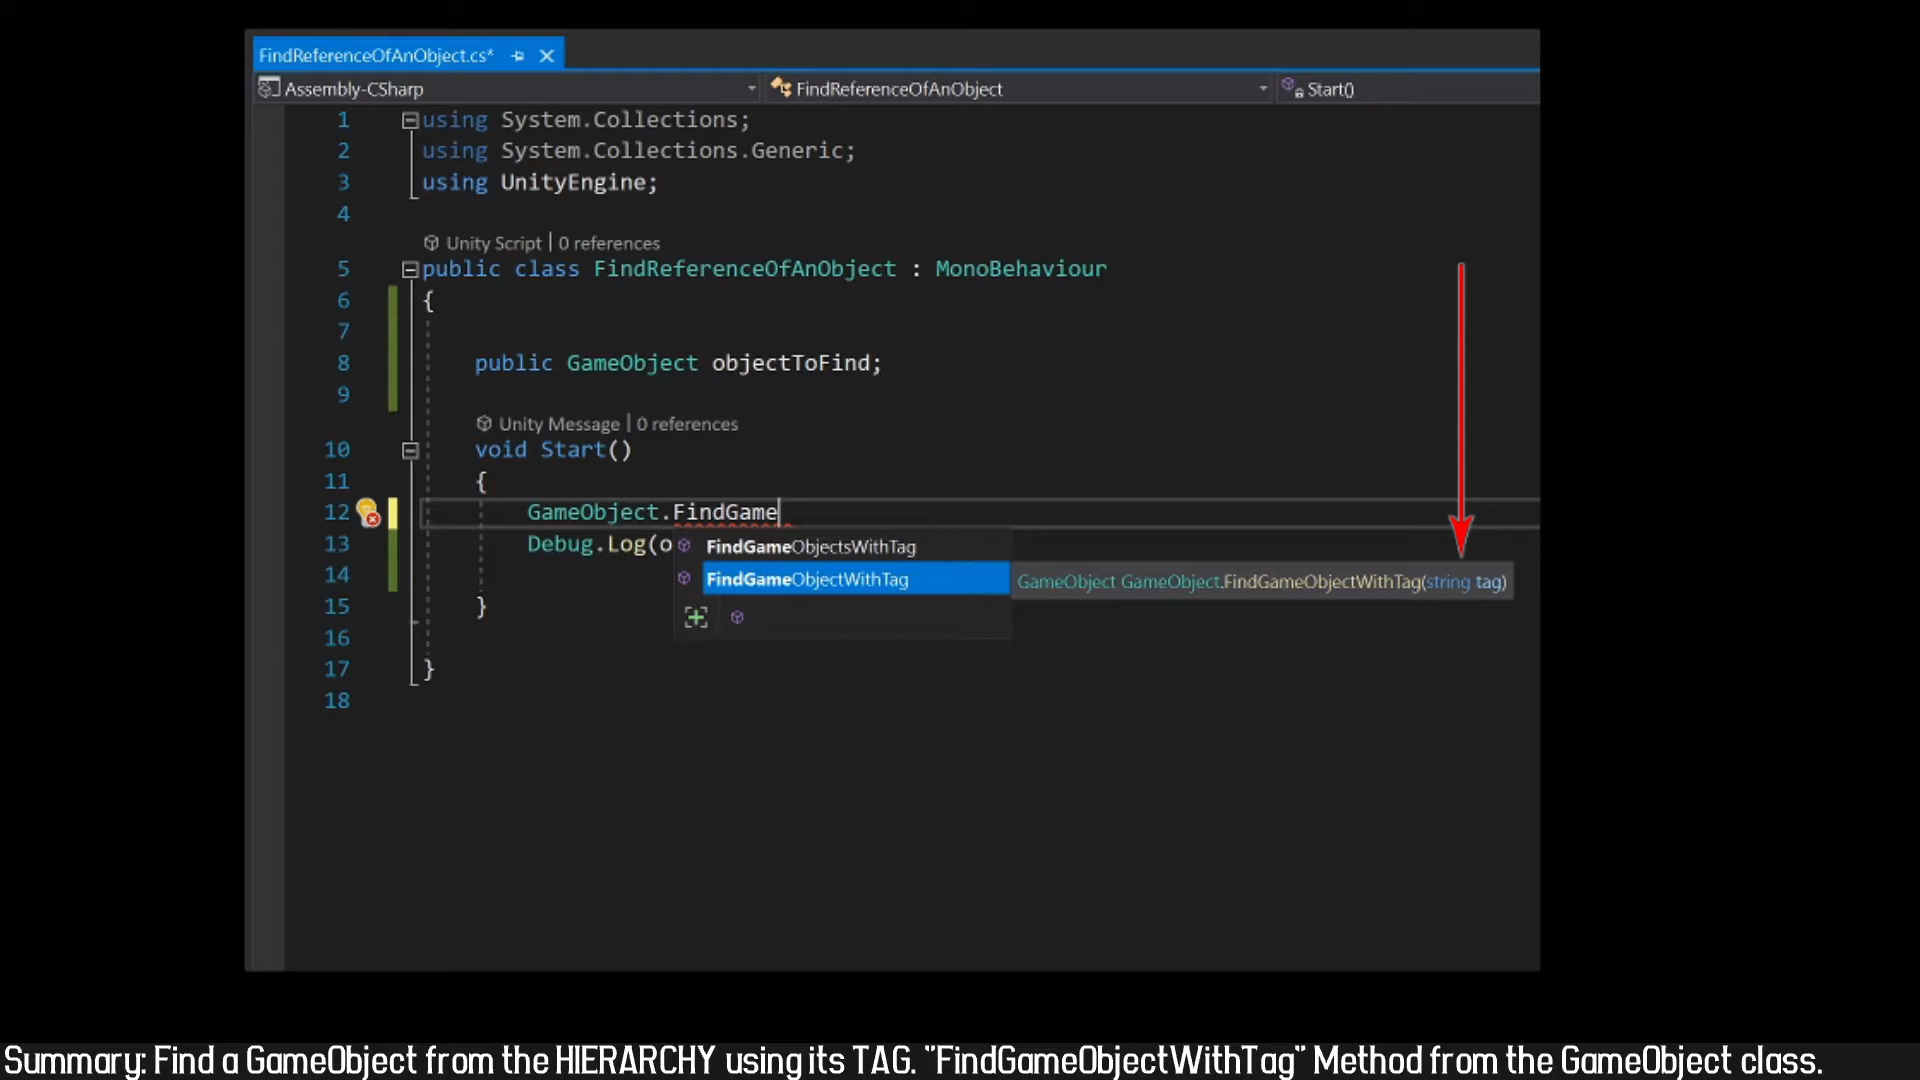 FindReferenceOfAnObject.cs*
Assembly-CSharp FindReferenceOfAnObject Start()
1 using System.Collections;
2 using System.Collections.Generic;
3 using UnityEngine;
4
Unity Script | 0 references
5 public class FindReferenceOfAnObject : MonoBehaviour
6 {
7
8 public GameObject objectToFind;
9
Unity Message | 0 references
10 void Start()
11 {
12 GameObject.FindGame
13 Debug.Log(o
FindGameObjectsWithTag
14
FindGameObjectWithTag GameObject GameObject.FindGameObjectWithTag(string tag)
15 }
16
17 }
18
Summary: Find a GameObject from the HIERARCHY using its TAG. "FindGameObjectWithTag" Method from the GameObject class.